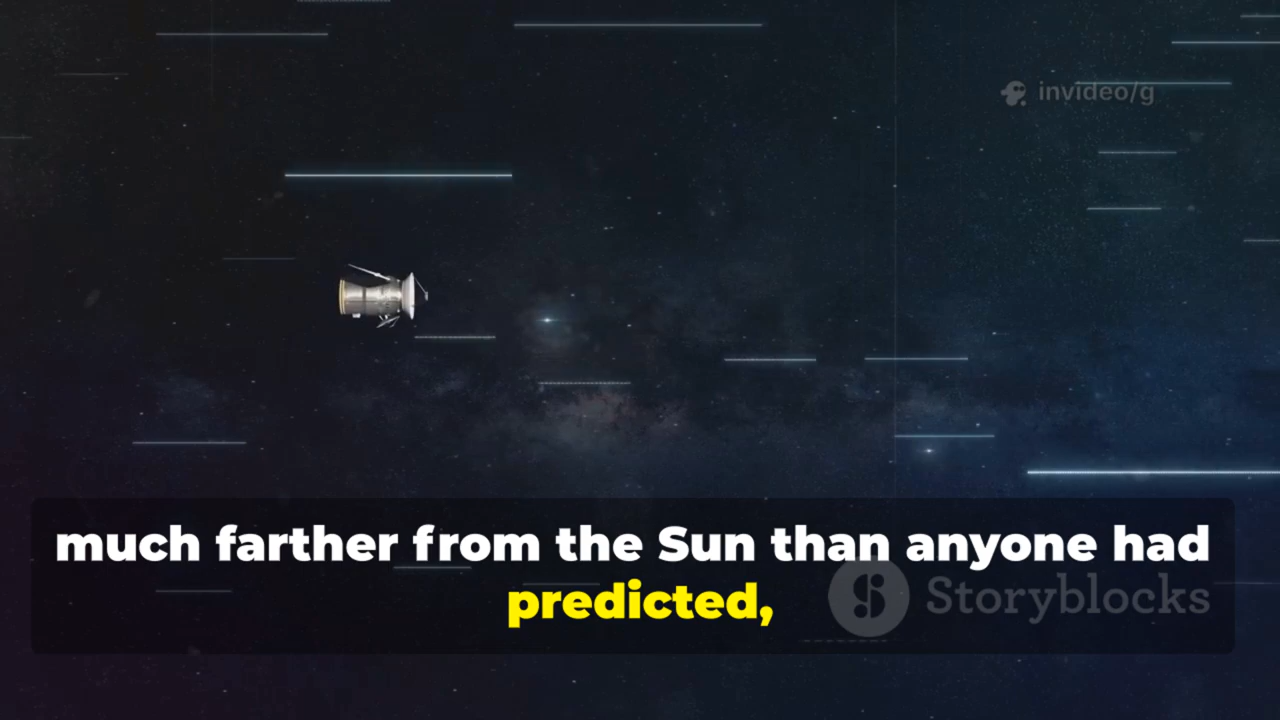 invideo/g
much farther from the Sun than anyone had
predicted,
Storyblocks